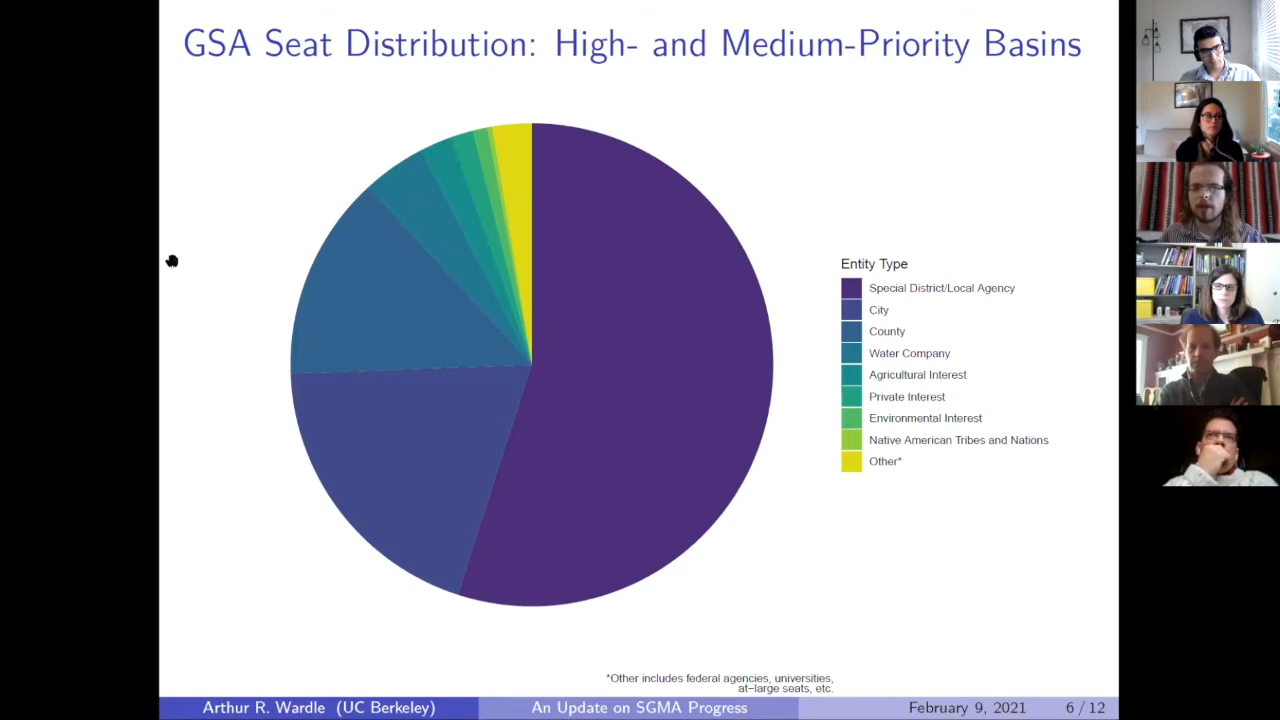 GSA Seat Distribution: High- and Medium-Priority Basins
Entity Type
Special District/Local Agency
City
County
Water Company
Agricultural Interest
Private Interest
Environmental Interest
Native American Tribes and Nations
Other*
*Other includes federal agencies, universities,
at-large seats, etc.
Arthur R. Wardle (UC Berkeley)
An Update on SGMA Progress
February 9, 2021
6 / 12